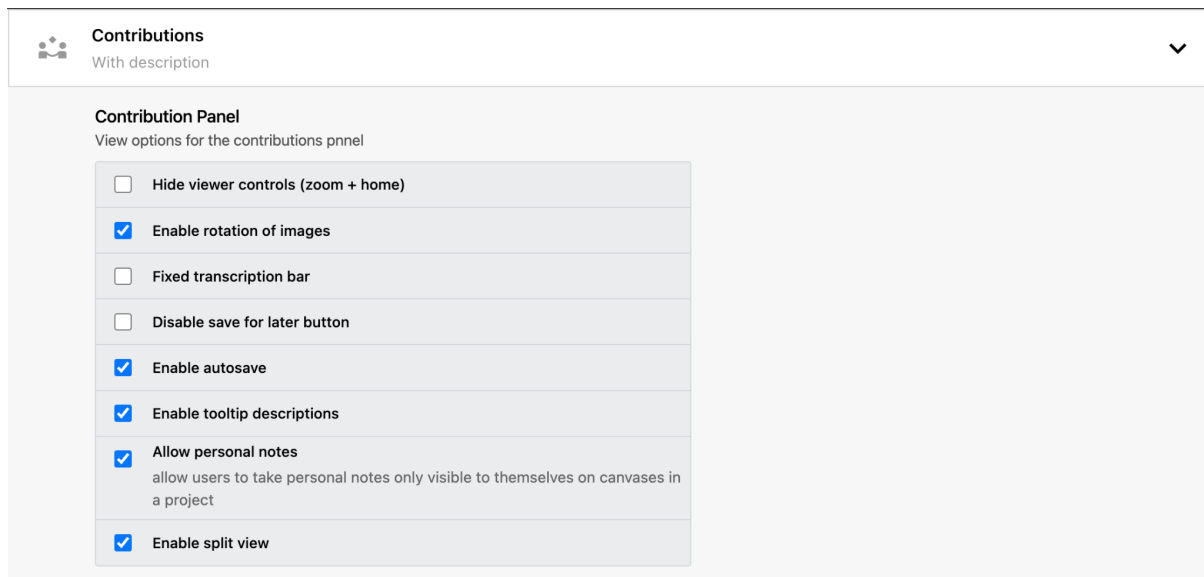 Contributions
With description
Contribution Panel
View options for the contributions pnnel
Hide viewer controls (zoom + home)
Enable rotation of images
Fixed transcription bar
Disable save for later button
Enable autosave
Enable tooltip descriptions
Allow personal notes
allow users to take personal notes only visible to themselves on canvases in
a project
Enable split view